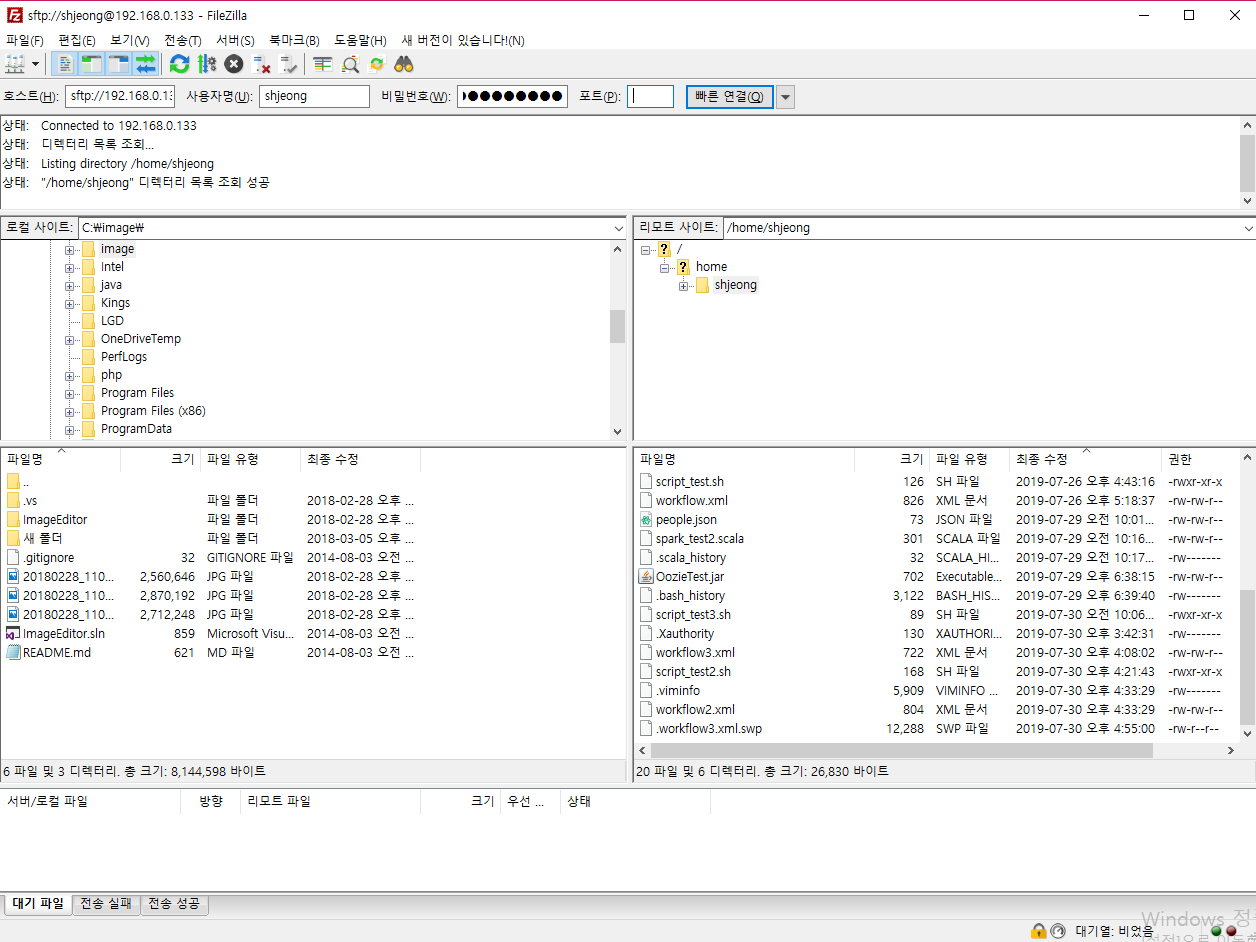 sftp://shjeong@192.168.0.133 - FileZilla
파일(F) 편집(E) 보기(V) 전송(T) 서버(S) 북마크(B) 도움말(H) 새 버전이 있습니다!(N)
호스트(H): sftp://192.168.0.13 사용자명(U): shjeong 비밀번호(W): ●●●●●●●●● 포트(P): 빠른 연결(Q)
상태: Connected to 192.168.0.133
상태: 디렉터리 목록 조회...
상태: Listing directory /home/shjeong
상태: "/home/shjeong" 디렉터리 목록 조회 성공
로컬 사이트: C:₩image₩
image
Intel
java
Kings
LGD
OneDriveTemp
PerfLogs
php
Program Files
Program Files (x86)
ProgramData
리모트 사이트: /home/shjeong
/
home
shjeong
파일명 크기 파일 유형 최종 수정
..
.vs 파일 폴더 2018-02-28 오후 ...
ImageEditor 파일 폴더 2018-02-28 오후 ...
새 폴더 파일 폴더 2018-03-05 오후 ...
.gitignore 32 GITIGNORE 파일 2014-08-03 오전 ...
20180228_110... 2,560,646 JPG 파일 2018-02-28 오후 ...
20180228_110... 2,870,192 JPG 파일 2018-02-28 오후 ...
20180228_110... 2,712,248 JPG 파일 2018-02-28 오후 ...
ImageEditor.sln 859 Microsoft Visu... 2014-08-03 오전 ...
README.md 621 MD 파일 2014-08-03 오전 ...
6 파일 및 3 디렉터리. 총 크기: 8,144,598 바이트
파일명 크기 파일 유형 최종 수정 권한
script_test.sh 126 SH 파일 2019-07-26 오후 4:43:16 -rwxr-xr-x
workflow.xml 826 XML 문서 2019-07-26 오후 5:18:37 -rw-rw-r--
people.json 73 JSON 파일 2019-07-29 오전 10:01... -rw-rw-r--
spark_test2.scala 301 SCALA 파일 2019-07-29 오전 10:16... -rw-rw-r--
.scala_history 32 SCALA_HI... 2019-07-29 오전 10:17... -rw-------
OozieTest.jar 702 Executable... 2019-07-29 오후 6:38:15 -rw-rw-r--
.bash_history 3,122 BASH_HIS... 2019-07-29 오후 6:39:40 -rw-------
script_test3.sh 89 SH 파일 2019-07-30 오전 10:06... -rwxr-xr-x
.Xauthority 130 XAUTHORI... 2019-07-30 오후 3:42:31 -rw-------
workflow3.xml 722 XML 문서 2019-07-30 오후 4:08:02 -rw-rw-r--
script_test2.sh 168 SH 파일 2019-07-30 오후 4:21:43 -rwxr-xr-x
.viminfo 5,909 VIMINFO ... 2019-07-30 오후 4:33:29 -rw-------
workflow2.xml 804 XML 문서 2019-07-30 오후 4:33:29 -rw-rw-r--
.workflow3.xml.swp 12,288 SWP 파일 2019-07-30 오후 4:55:00 -rw-r--r--
20 파일 및 6 디렉터리. 총 크기: 26,830 바이트
서버/로컬 파일 방향 리모트 파일 크기 우선 ... 상태
대기 파일 전송 실패 전송 성공
Windows 정
대기열: 비었음